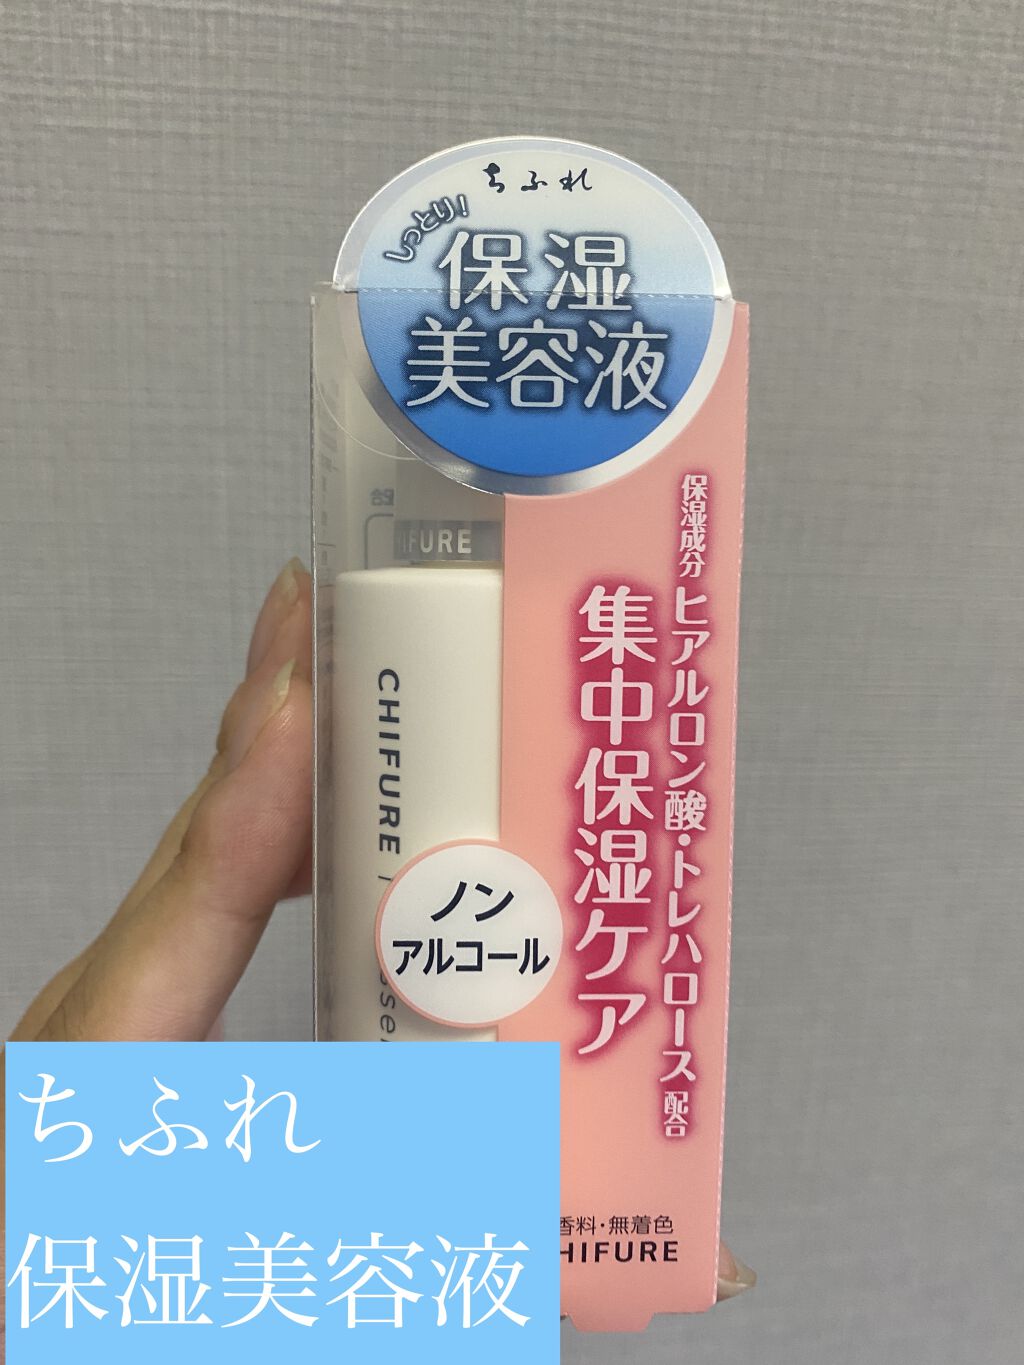 ちふれ
しっとり!
保湿
美容液
保湿成分 ヒアルロン酸・トレハロース 配合
集中保湿ケア
IFURE
CHIFURE
ノン
アルコール
香料・無着色
HIFURE
ちふれ
保湿美容液